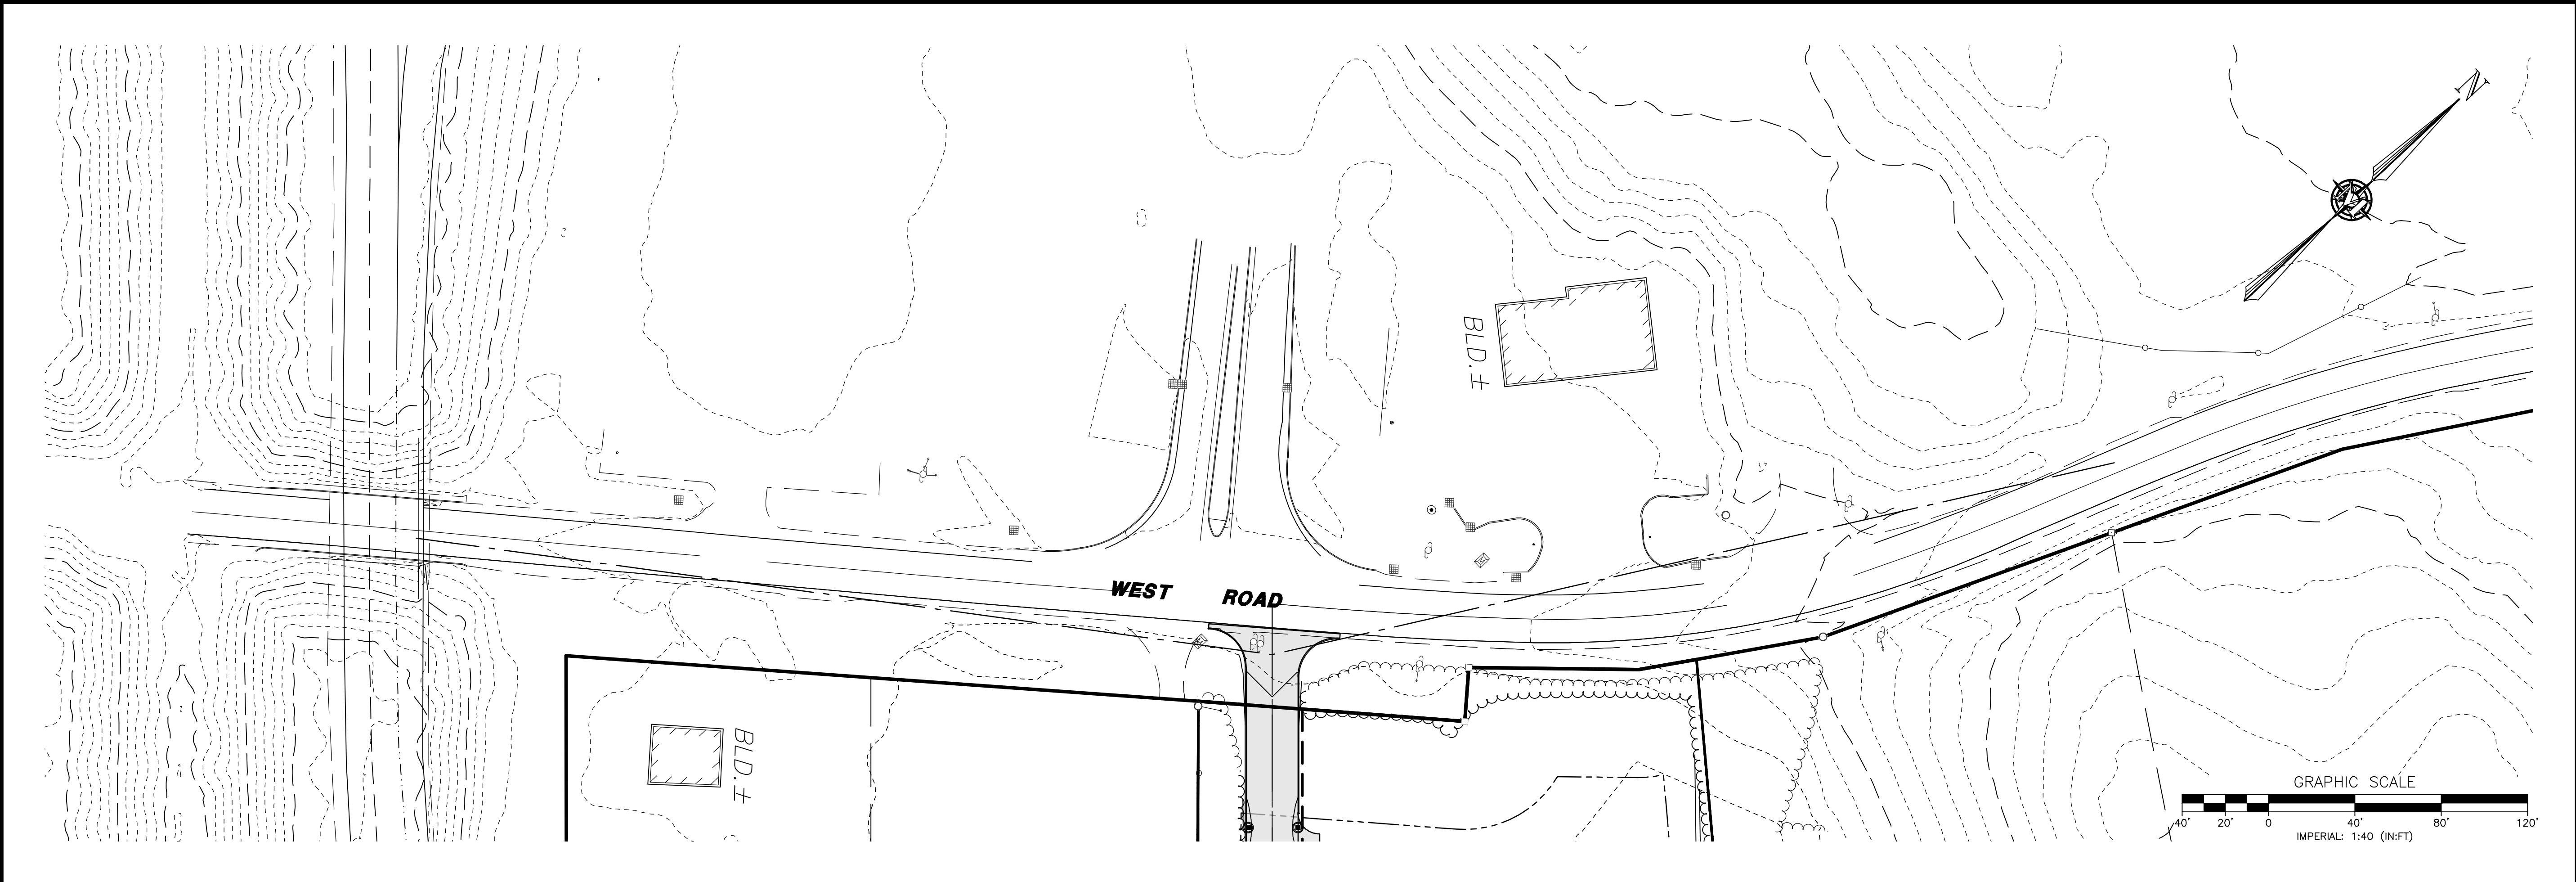 N
BLD.±
WEST ROAD
BLD.±
GRAPHIC SCALE
40' 20' 0 40' 80' 120'
IMPERIAL: 1:40 (IN:FT)